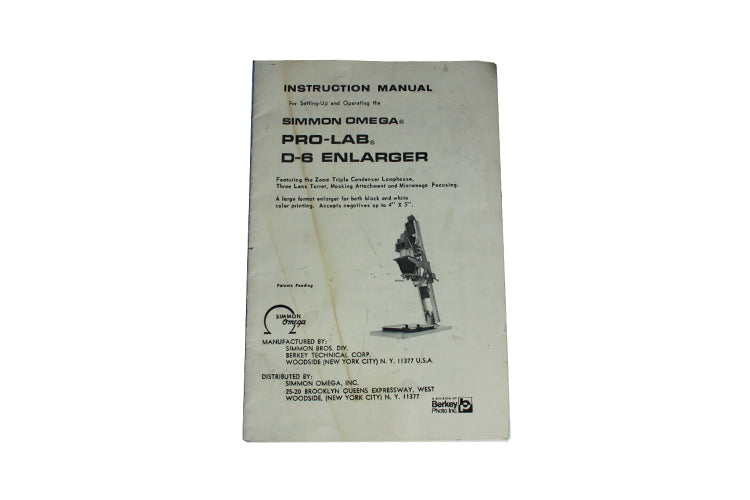 INSTRUCTION MANUAL
For Setting-Up and Operating the
SIMMON OMEGA®
PRO-LAB®
D-6 ENLARGER
Featuring the Zoom Triple Condenser Lamphouse,
Three Lens Turret, Masking Attachment and Micromega Focusing.
A large format enlarger for both black and white
color printing. Accepts negatives up to 4" X 5".
Patents Pending
SIMMON
Omega
MANUFACTURED BY:
SIMMON BROS. DIV.
BERKEY TECHNICAL CORP.
WOODSIDE (NEW YORK CITY) N. Y. 11377 U.S.A.
DISTRIBUTED BY:
SIMMON OMEGA, INC.
25-20 BROOKLYN QUEENS EXPRESSWAY, WEST
WOODSIDE, (NEW YORK CITY) N. Y. 11377
A DIVISION OF
Berkey
Photo Inc.